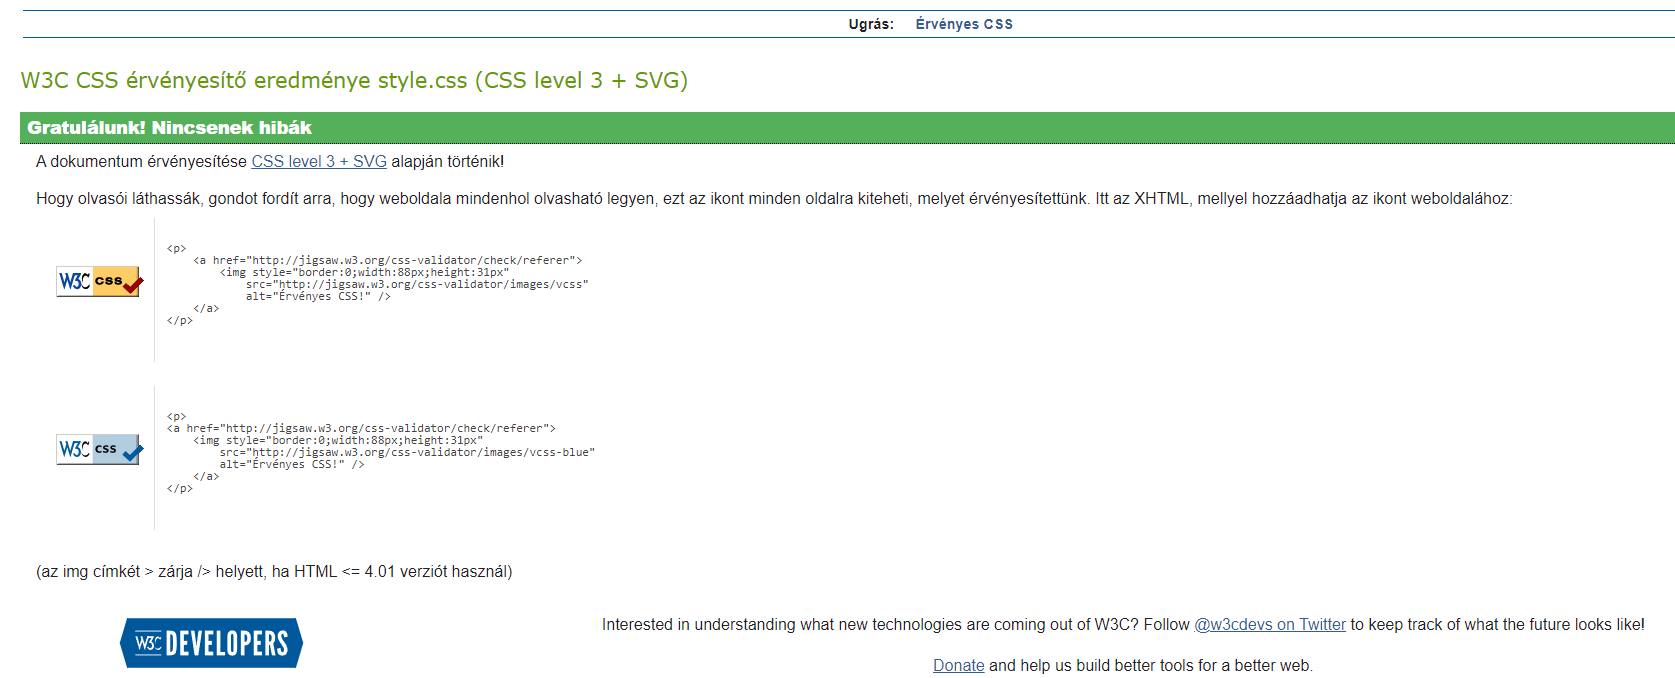 Ugrás: Érvényes CSS
W3C CSS érvényesítő eredménye style.css (CSS level 3 + SVG)
Gratulálunk! Nincsenek hibák
A dokumentum érvényesítése CSS level 3 + SVG alapján történik!
Hogy olvasói láthassák, gondot fordít arra, hogy weboldala mindenhol olvasható legyen, ezt az ikont minden oldalra kiteheti, melyet érvényesítettünk. Itt az XHTML, mellyel hozzáadhatja az ikont weboldalához:
W3C css
<p>
<a href="http://jigsaw.w3.org/css-validator/check/referer">
<img style="border:0;width:88px;height:31px"
src="http://jigsaw.w3.org/css-validator/images/vcss"
alt="Érvényes CSS!" />
</a>
</p>
W3C css
<p>
<a href="http://jigsaw.w3.org/css-validator/check/referer">
<img style="border:0;width:88px;height:31px"
src="http://jigsaw.w3.org/css-validator/images/vcss-blue"
alt="Érvényes CSS!" />
</a>
</p>
(az img címkét > zárja /> helyett, ha HTML <= 4.01 verziót használ)
W3C DEVELOPERS
Interested in understanding what new technologies are coming out of W3C? Follow @w3cdevs on Twitter to keep track of what the future looks like!
Donate and help us build better tools for a better web.